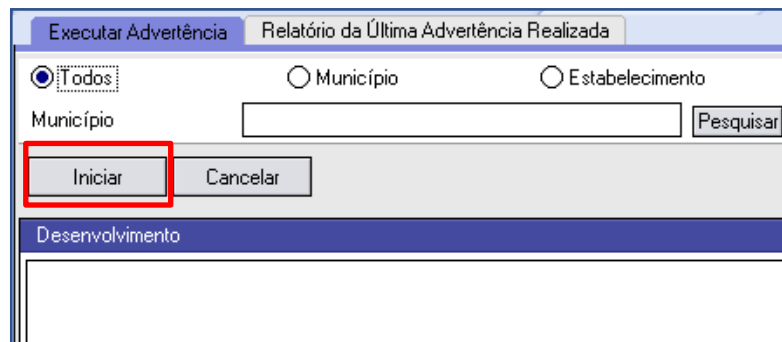 Executar Advertência Relatório da Última Advertência Realizada
Todos Município Estabelecimento
Município Pesquisar
Iniciar Cancelar
Desenvolvimento